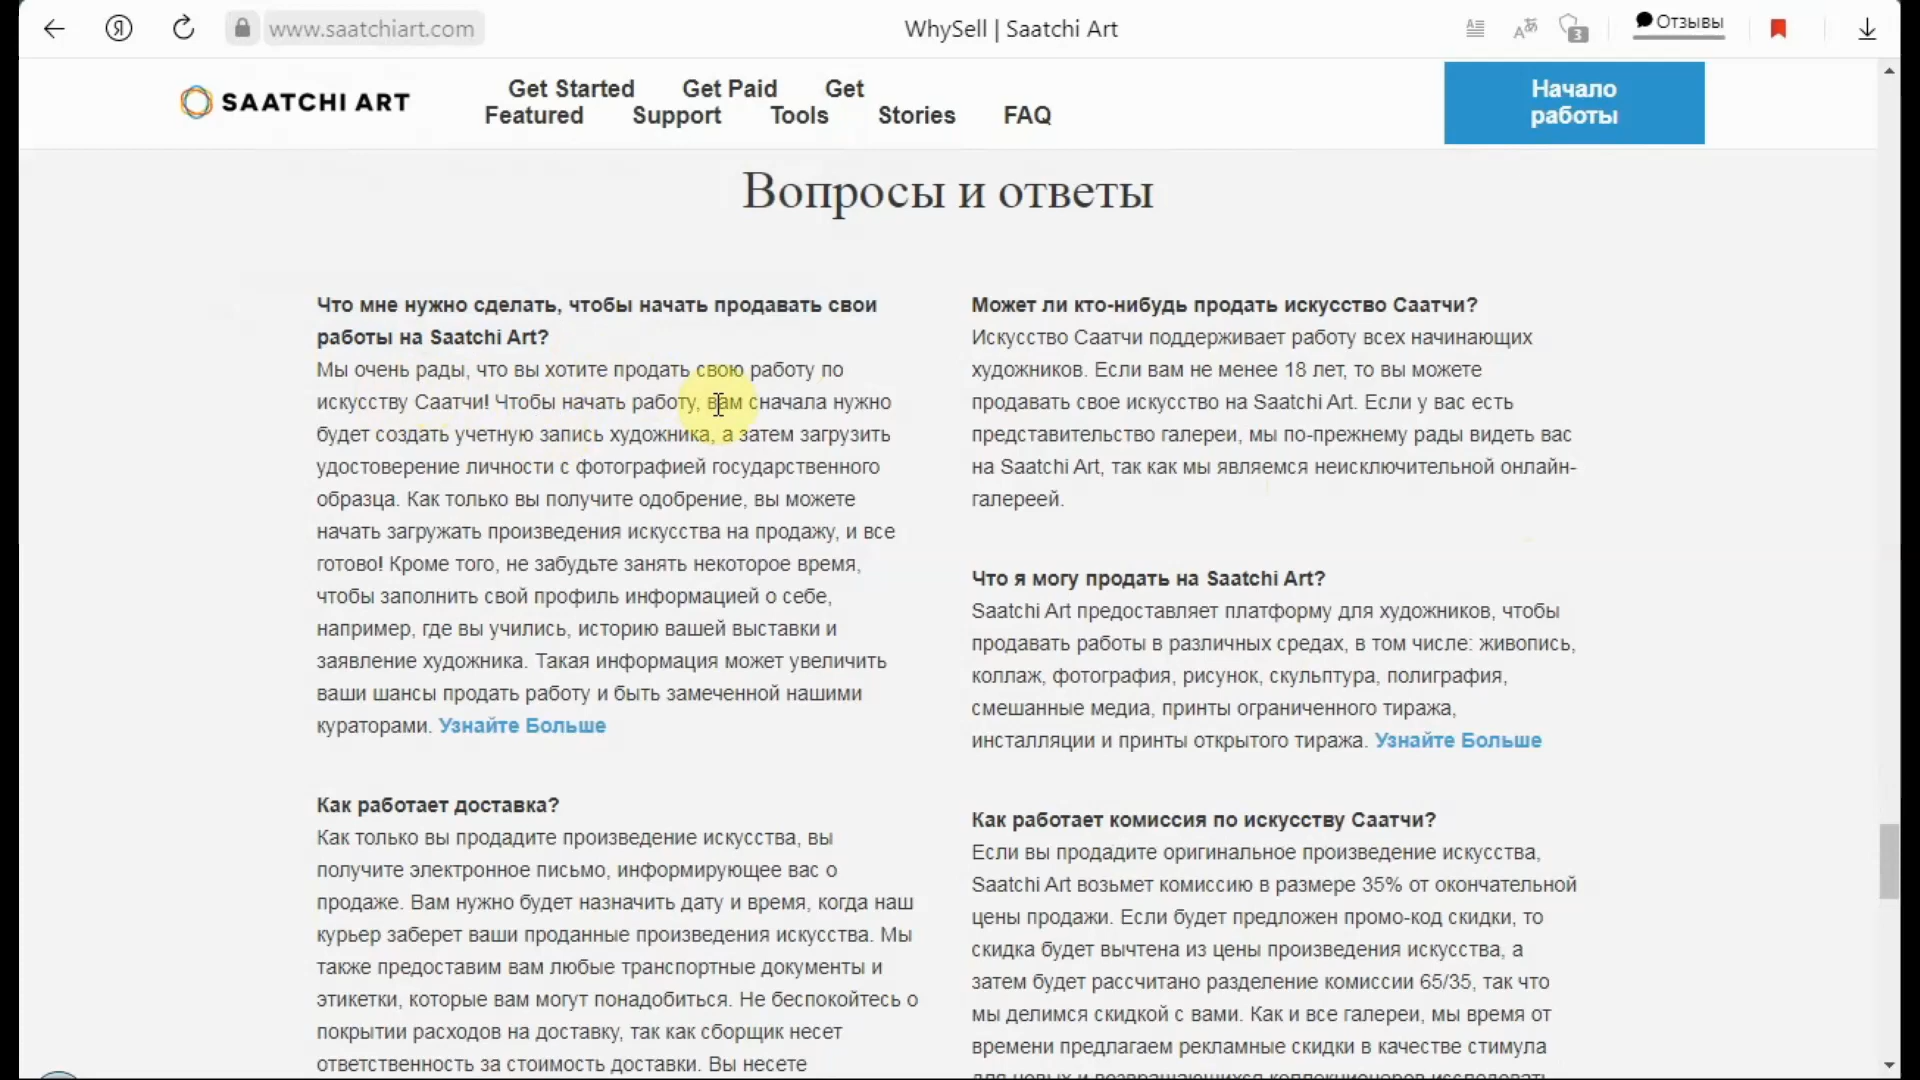 Я
www.saatchiart.com
WhySell | Saatchi Art
3
Отзывы
SAATCHI ART
Get Started Get Paid Get
Featured Support Tools Stories FAQ
Начало
работы
Вопросы и ответы
Что мне нужно сделать, чтобы начать продавать свои
работы на Saatchi Art?
Мы очень рады, что вы хотите продать свою работу по
искусству Саатчи! Чтобы начать работу, вам сначала нужно
будет создать учетную запись художника, а затем загрузить
удостоверение личности с фотографией государственного
образца. Как только вы получите одобрение, вы можете
начать загружать произведения искусства на продажу, и все
готово! Кроме того, не забудьте занять некоторое время,
чтобы заполнить свой профиль информацией о себе,
например, где вы учились, историю вашей выставки и
заявление художника. Такая информация может увеличить
ваши шансы продать работу и быть замеченной нашими
кураторами. Узнайте Больше
Как работает доставка?
Как только вы продадите произведение искусства, вы
получите электронное письмо, информирующее вас о
продаже. Вам нужно будет назначить дату и время, когда наш
курьер заберет ваши проданные произведения искусства. Мы
также предоставим вам любые транспортные документы и
этикетки, которые вам могут понадобиться. Не беспокойтесь о
покрытии расходов на доставку, так как сборщик несет
ответственность за стоимость доставки. Вы несете
Может ли кто-нибудь продать искусство Саатчи?
Искусство Саатчи поддерживает работу всех начинающих
художников. Если вам не менее 18 лет, то вы можете
продавать свое искусство на Saatchi Art. Если у вас есть
представительство галереи, мы по-прежнему рады видеть вас
на Saatchi Art, так как мы являемся неисключительной онлайн-
галереей.
Что я могу продать на Saatchi Art?
Saatchi Art предоставляет платформу для художников, чтобы
продавать работы в различных средах, в том числе: живопись,
коллаж, фотография, рисунок, скульптура, полиграфия,
смешанные медиа, принты ограниченного тиража,
инсталляции и принты открытого тиража. Узнайте Больше
Как работает комиссия по искусству Саатчи?
Если вы продадите оригинальное произведение искусства,
Saatchi Art возьмет комиссию в размере 35% от окончательной
цены продажи. Если будет предложен промо-код скидки, то
скидка будет вычтена из цены произведения искусства, а
затем будет рассчитано разделение комиссии 65/35, так что
мы делимся скидкой с вами. Как и все галереи, мы время от
времени предлагаем рекламные скидки в качестве стимула
для новых и возвращающихся коллекционеров исследовать